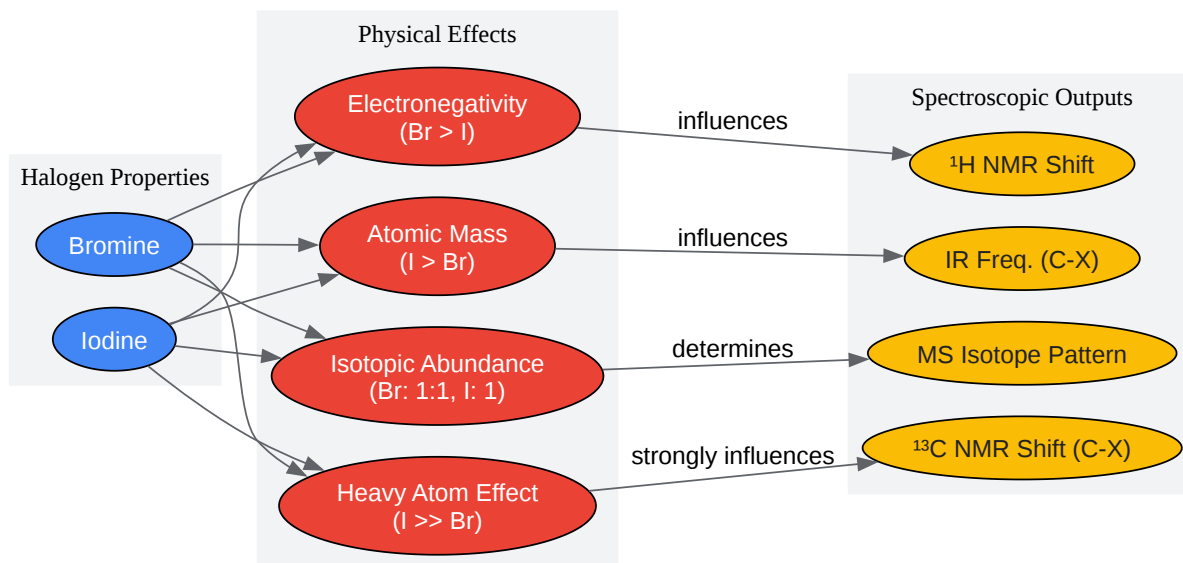 Halogen Properties
Bromine
Iodine
Physical Effects
Electronegativity
(Br > I)
Atomic Mass
(I > Br)
Isotopic Abundance
(Br: 1:1, I: 1)
Heavy Atom Effect
(I >> Br)
influences
influences
determines
strongly influences
Spectroscopic Outputs
¹H NMR Shift
IR Freq. (C-X)
MS Isotope Pattern
¹³C NMR Shift (C-X)